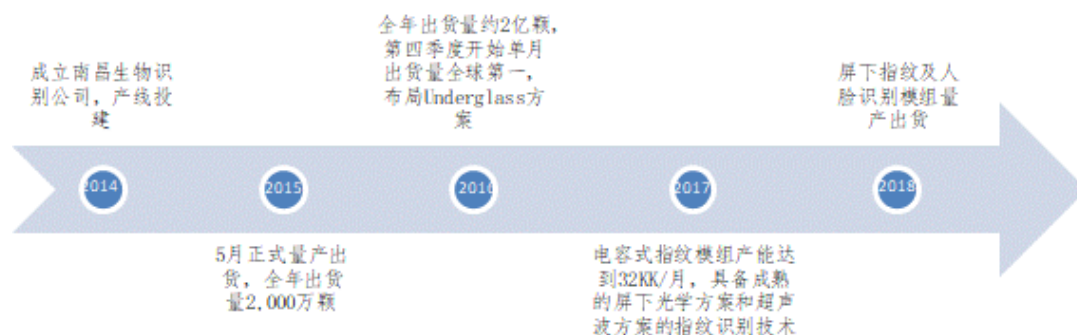 成立南昌生物识
别公司，产线投
建
全年出货量约2亿颗，
第四季度开始单月
出货量全球第一，
布局Underglass方
案
屏下指纹及人
脸识别模组量
产出货
2014
2015
2016
2017
2018
5月正式量产出
货，全年出货
量2,000万颗
电容式指纹模组产能达
到32KK/月，具备成熟
的屏下光学方案和超声
波方案的指纹识别技术